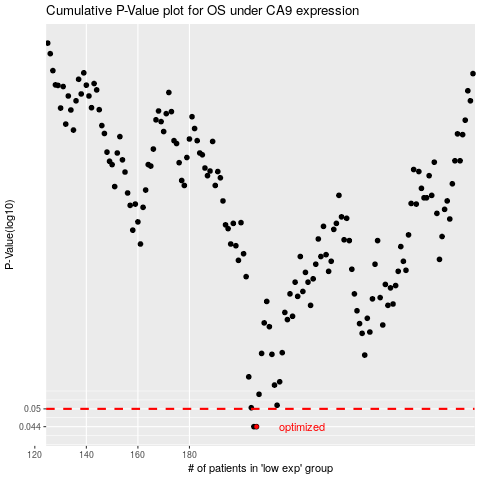 Cumulative P-Value plot for OS under CA9 expression
P-Value(log10)
0.05
0.044
optimized
120 140 160 180
# of patients in 'low exp' group